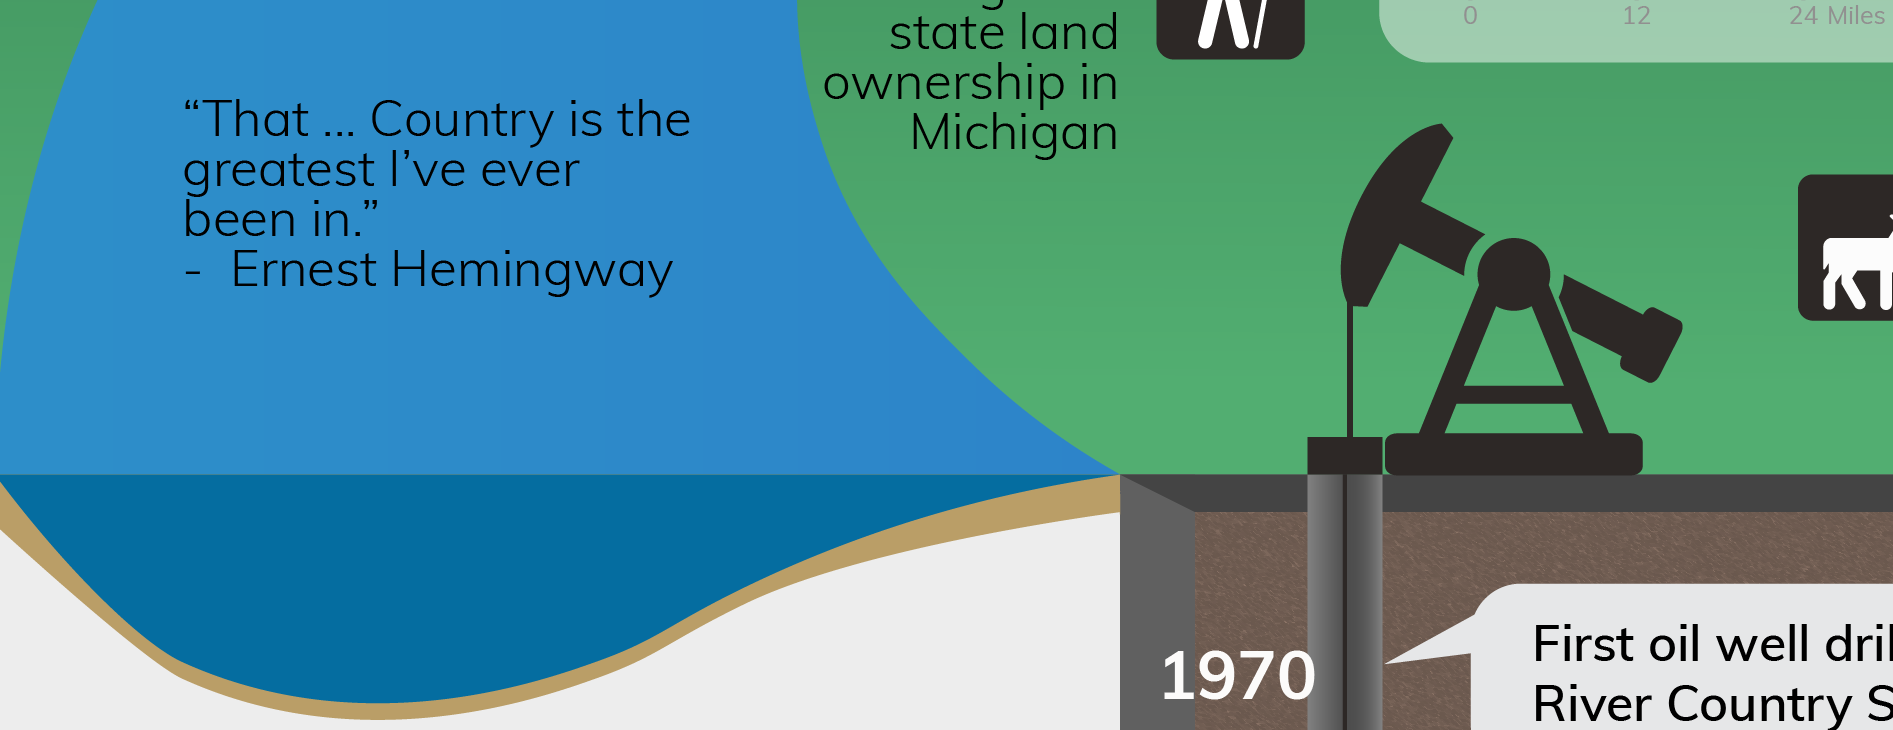 state land
ownership in
Michigan
0 12 24 Miles
“That ... Country is the
greatest I’ve ever
been in.”
- Ernest Hemingway
1970
First oil well
River Country